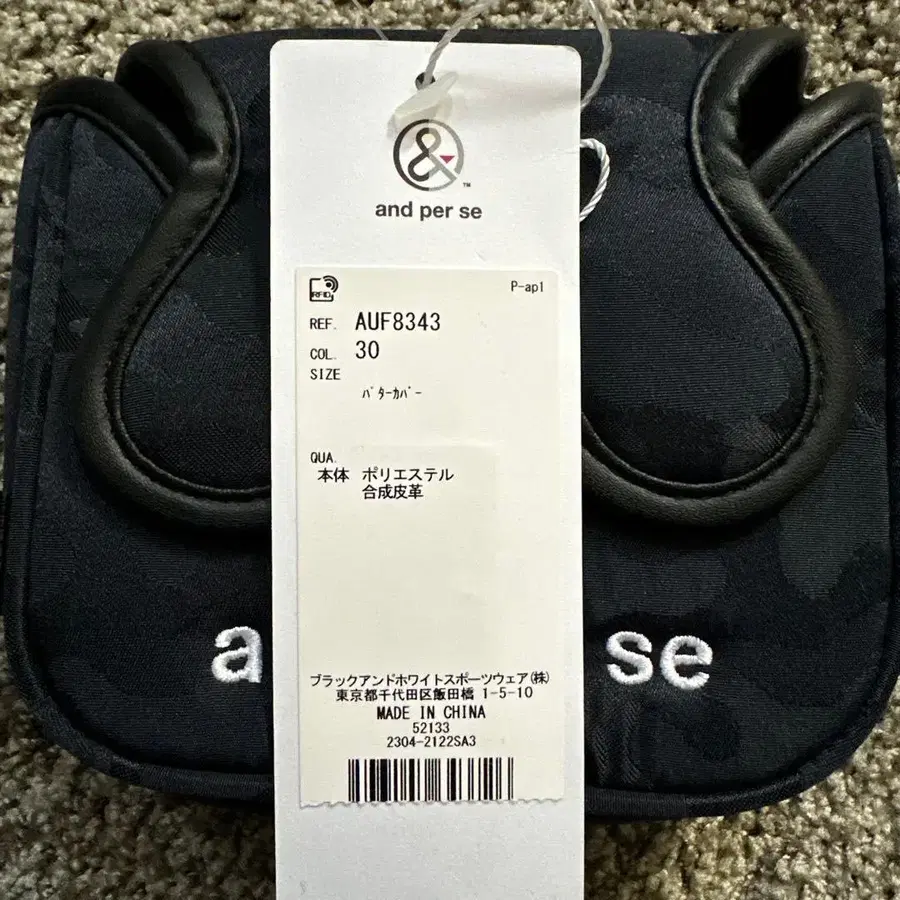 &
TM
and per se
RFID
P-ap1
REF. AUF8343
COL. 30
SIZE
ﾊﾟﾀｰｶﾊﾞｰ
QUA.
本体 ポリエステル
合成皮革
a se
ブラックアンドホワイトスポーツウェア(株)
東京都千代田区飯田橋 1-5-10
MADE IN CHINA
52133
2304-2122SA3